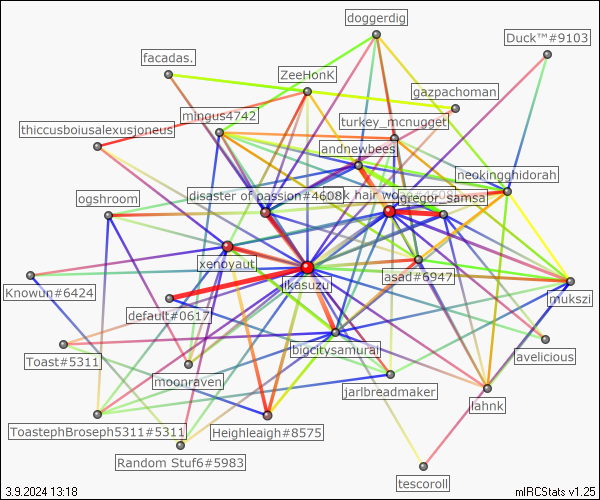 doggerdig
Duck™#9103
facadas.
ZeeHonK
gazpachoman
mingus4742
turkey_mcnugget
thiccusboiusalexusjoneus
andnewbees
neokingghidorah
ogshroom
disaster of passion#4608
hair
gregor_samsa
xenoyaut
ikasuzu
asad#6947
Knowun#6424
mukszi
default#0617
bigcitysamurai
Toast#5311
avelicious
moonraven
jarlbreadmaker
lahnk
ToastephBroseph5311#5311
Heighleaigh#8575
Random Stuf6#5983
tescoroll
3.9.2024 13:18
mIRCStats v1.25